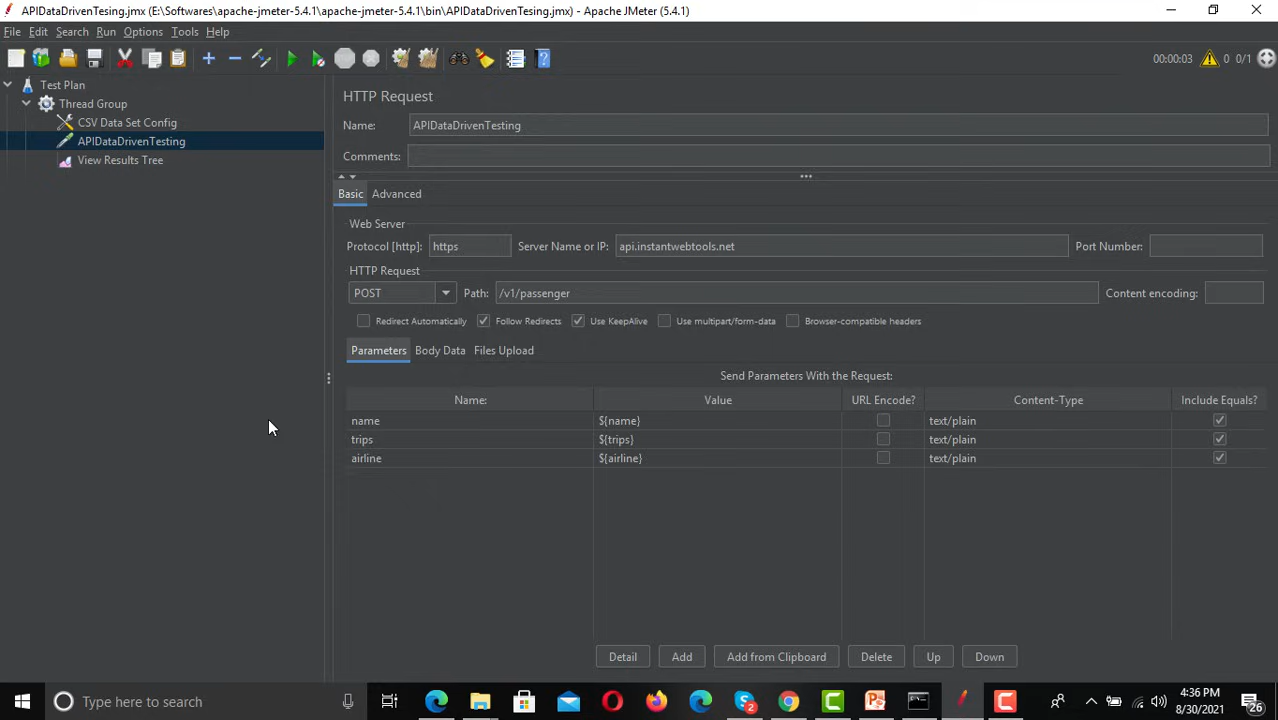 APIDataDrivenTesing.jmx (E:\Softwares\apache-jmeter-5.4.1\apache-jmeter-5.4.1\bin\APIDataDrivenTesing.jmx) - Apache JMeter (5.4.1)
File Edit Search Run Options Tools Help
00:00:03 0 0/1
Test Plan
Thread Group
CSV Data Set Config
APIDataDrivenTesting
View Results Tree
HTTP Request
Name: APIDataDrivenTesting
Comments:
Basic Advanced
Web Server
Protocol [http]: https Server Name or IP: api.instantwebtools.net Port Number:
HTTP Request
POST Path: /v1/passenger Content encoding:
Redirect Automatically Follow Redirects Use KeepAlive Use multipart/form-data Browser-compatible headers
Parameters Body Data Files Upload
Send Parameters With the Request:
Name: Value URL Encode? Content-Type Include Equals?
name ${name} text/plain
trips ${trips} text/plain
airline ${airline} text/plain
Detail Add Add from Clipboard Delete Up Down
Type here to search
2
4:36 PM
8/30/2021
26